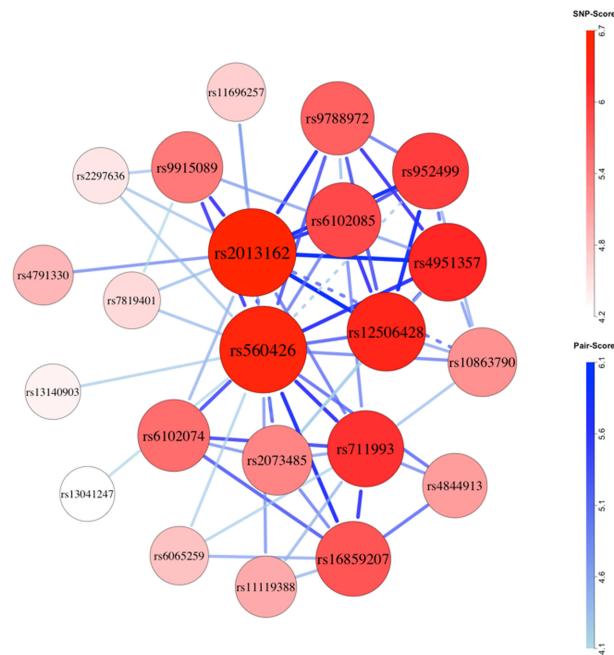 SNP-Score
6.7
6
5.4
4.8
4.2
rs11696257
rs9788972
rs9915089
rs952499
rs2297636
rs6102085
rs2013162
rs4951357
rs4791330
rs7819401
rs12506428
rs560426
rs10863790
rs13140903
rs6102074
rs711993
rs2073485
rs4844913
rs13041247
rs6065259
rs16859207
rs11119388
Pair-Score
6.1
5.6
5.1
4.6
4.1